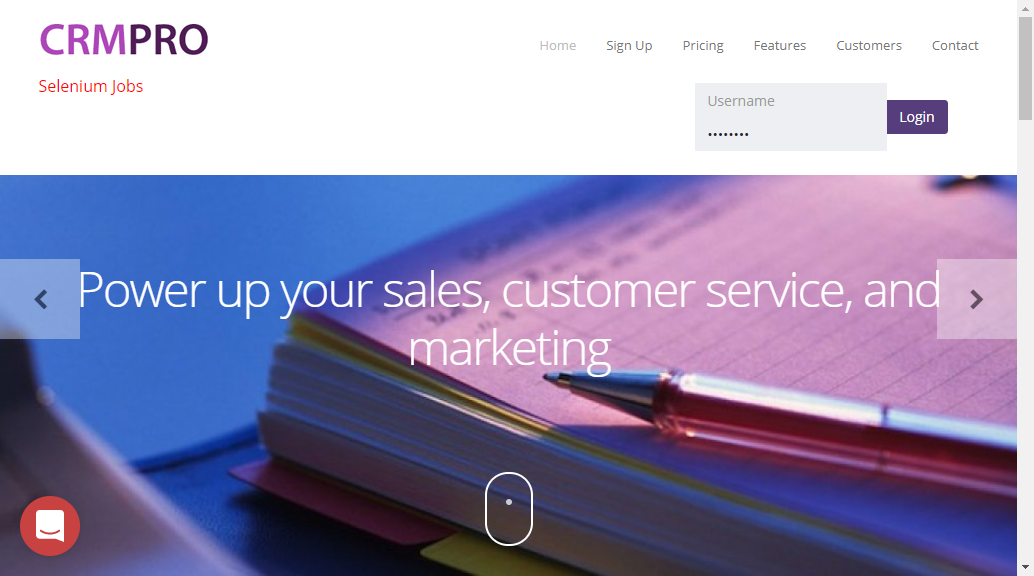 CRMPRO
Home Sign Up Pricing Features Customers Contact
Selenium Jobs
Username
••••••••
Login
Power up your sales, customer service, and
marketing